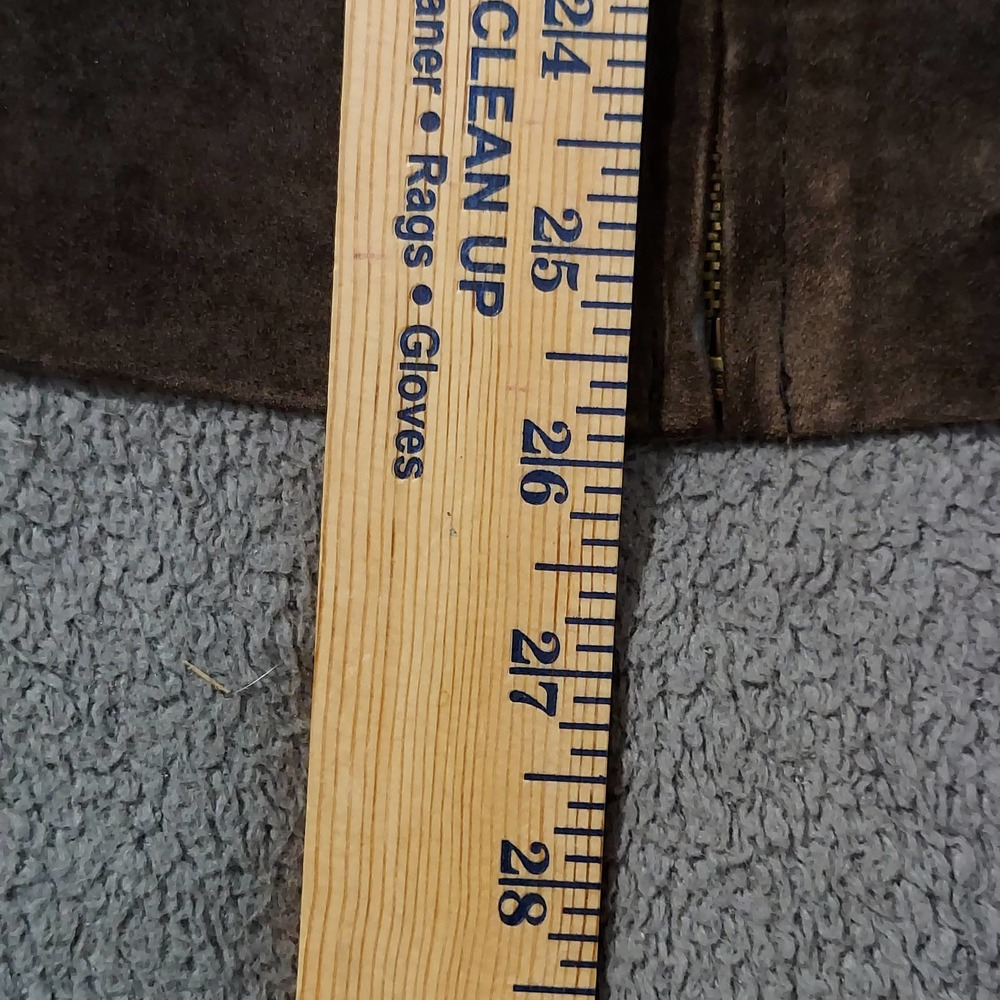 24 25 26 27 28
CLEAN UP
aner • Rags • Gloves